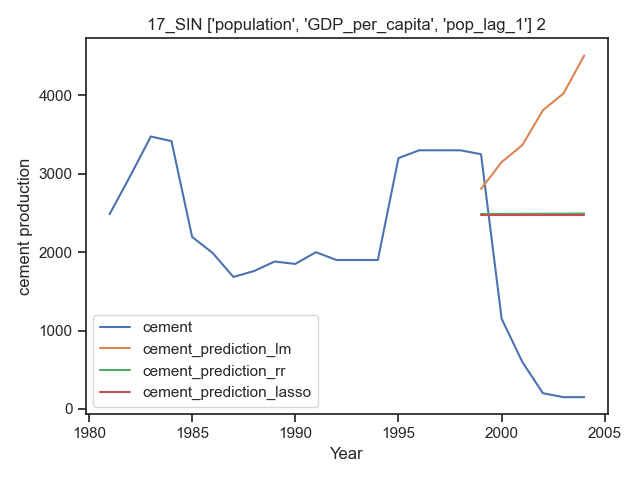 17_SIN ['population', 'GDP_per_capita', 'pop_lag_1'] 2
cement production
4000
3000
2000
1000
0
cement
cement_prediction_lm
cement_prediction_rr
cement_prediction_lasso
1980
1985
1990
1995
2000
2005
Year